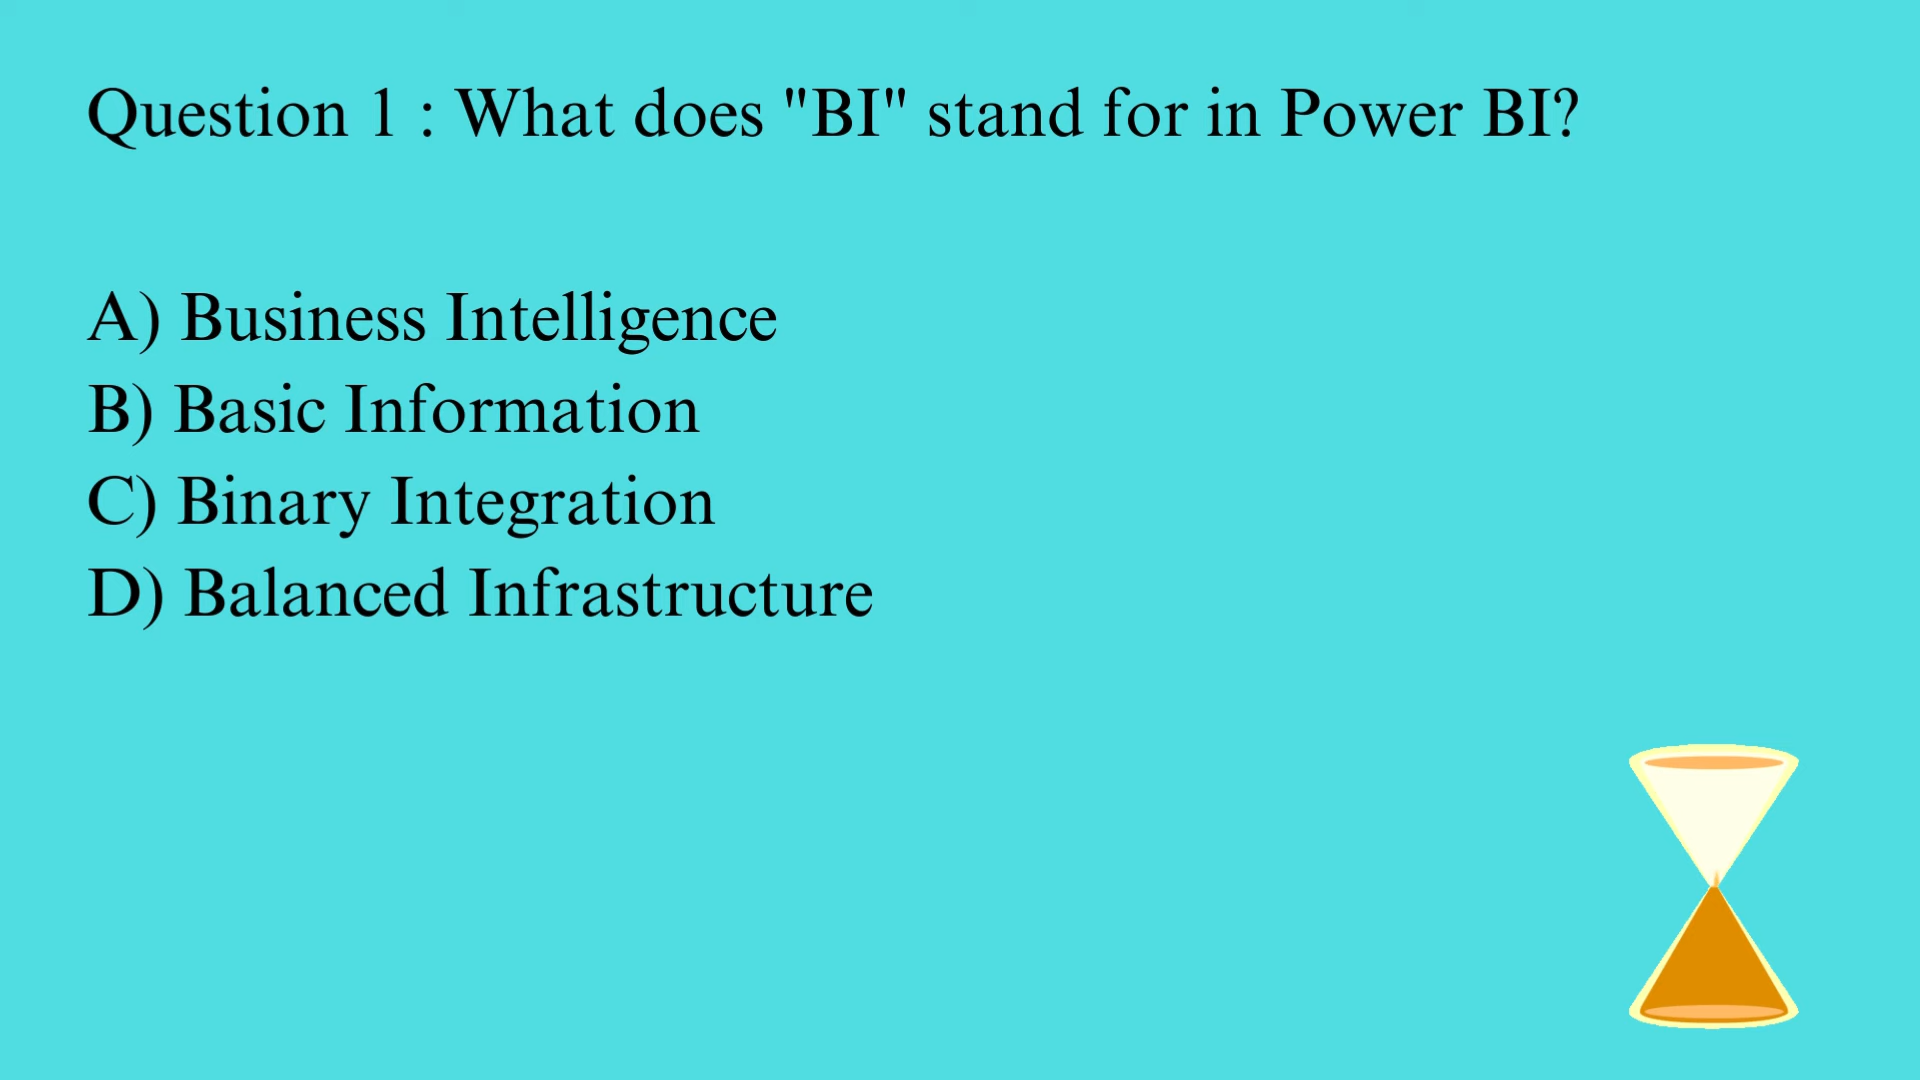 Question 1 : What does "BI" stand for in Power BI?
A) Business Intelligence
B) Basic Information
C) Binary Integration
D) Balanced Infrastructure